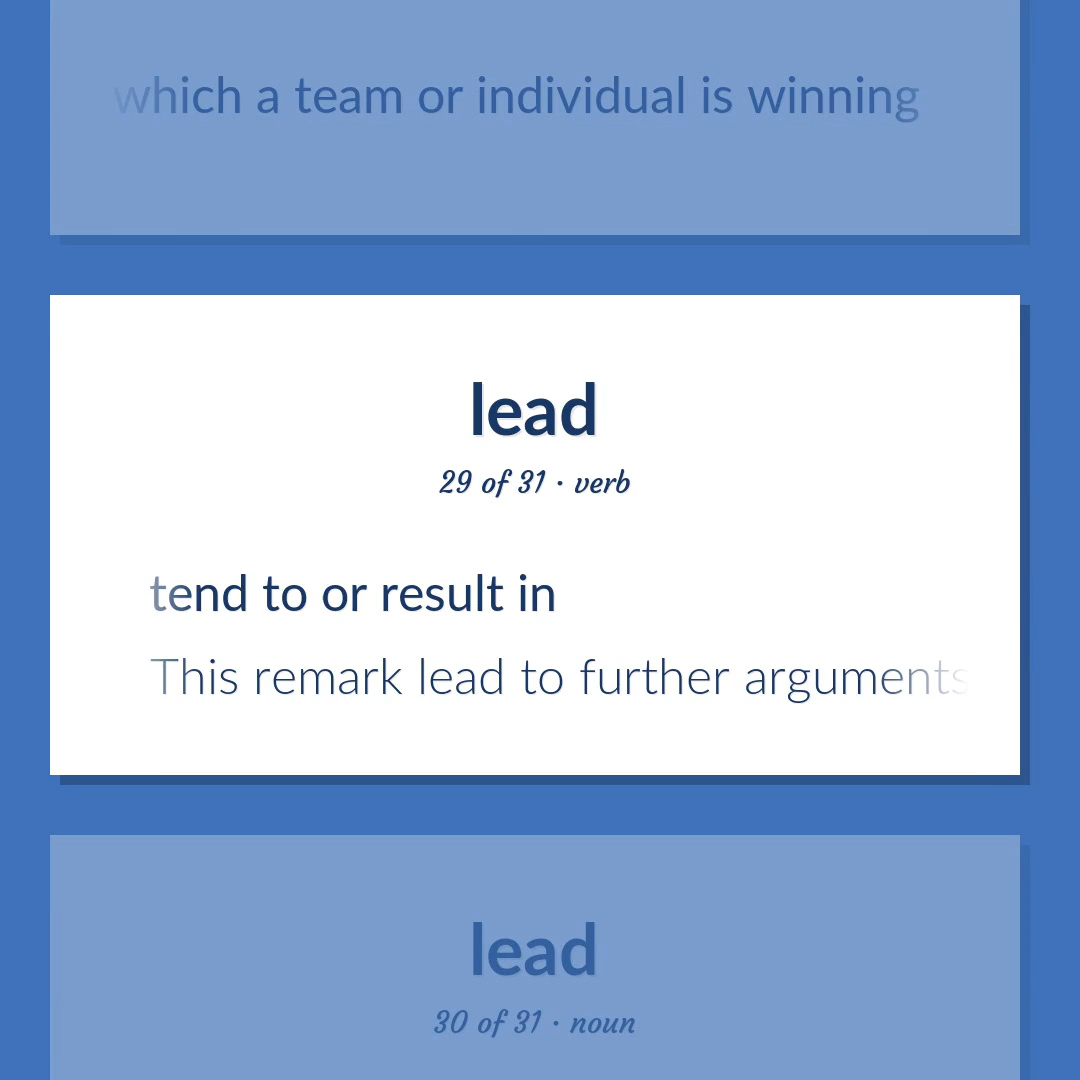 which a team or individual is winning
lead
29 of 31 · verb
tend to or result in
This remark lead to further arguments
lead
30 of 31 · noun